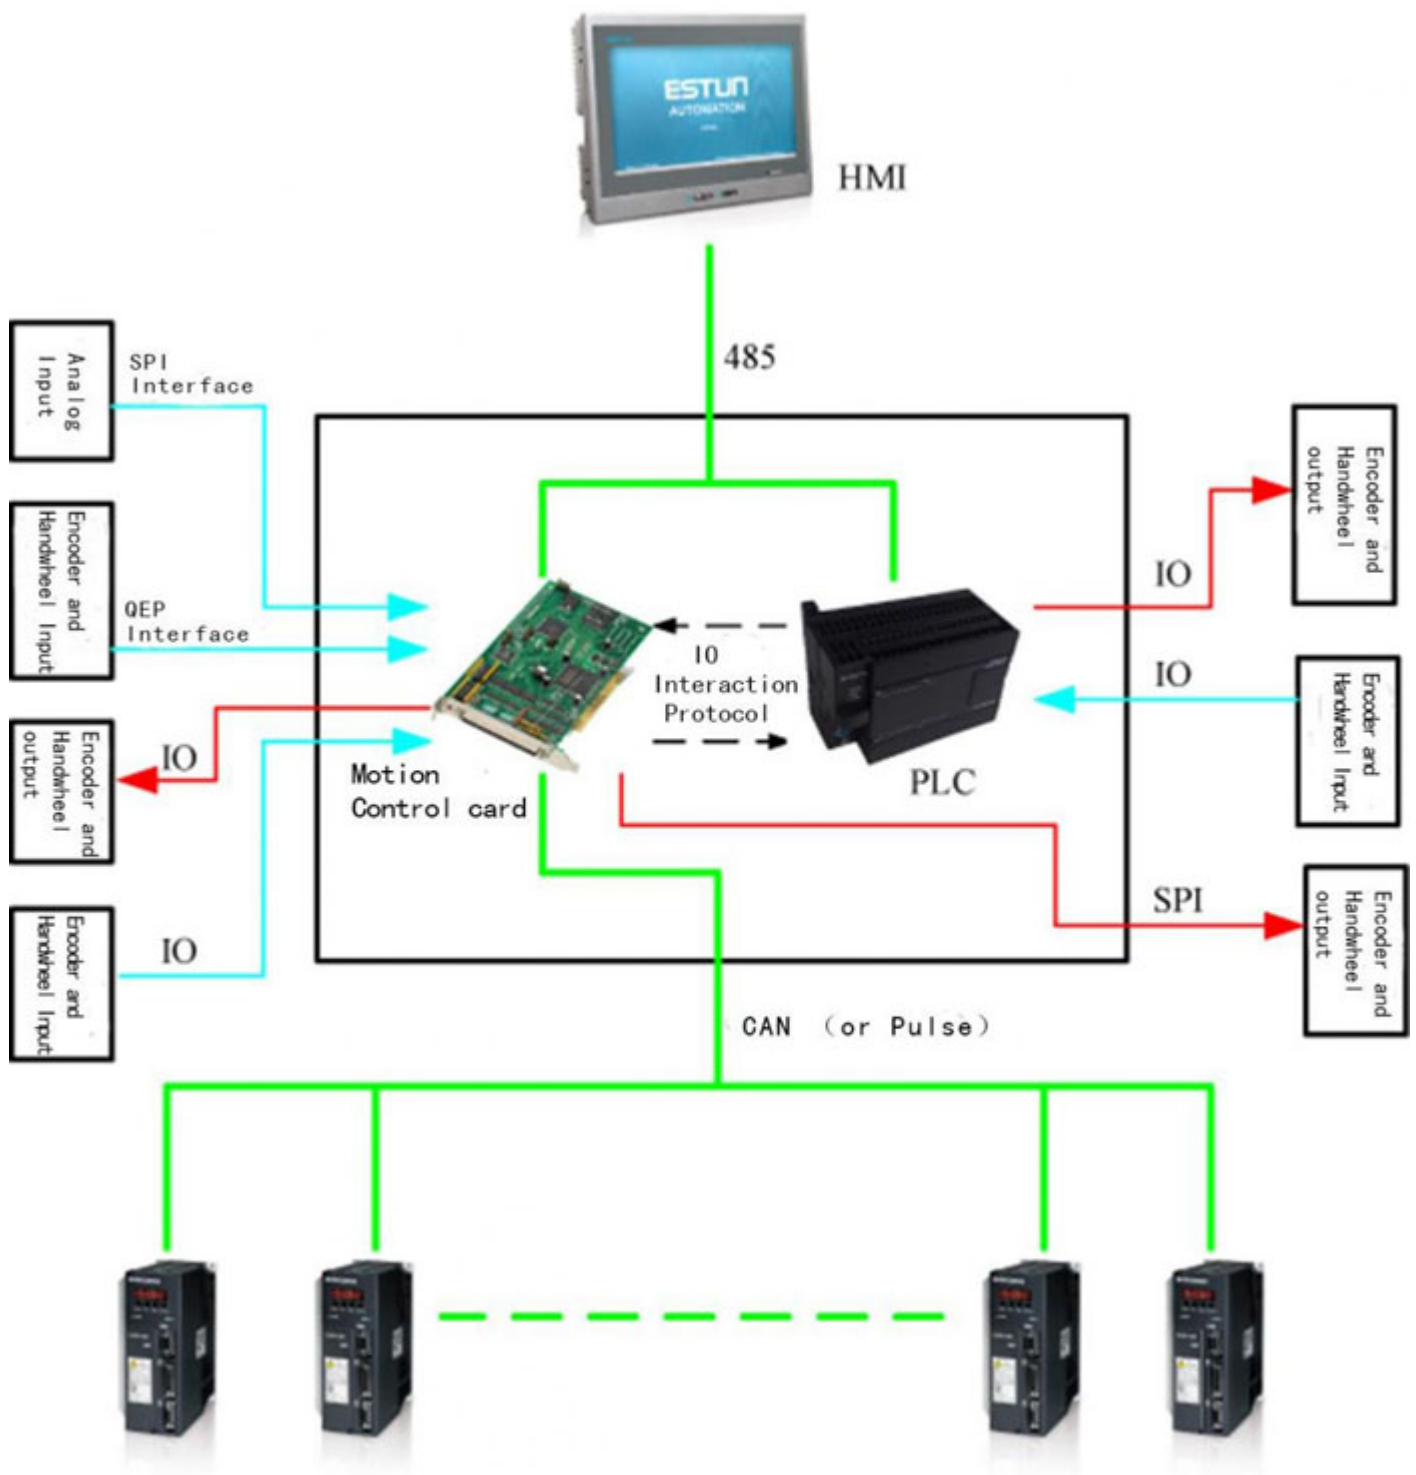 ESTUN
AUTOMATION
HMI
485
Analog
Input
SPI
Interface
Encoder and
Handwheel Input
QEP
Interface
Encoder and
Handwheel
output
IO
Encoder and
Handwheel Input
IO
IO
Interaction
Protocol
Motion
Control card
PLC
Encoder and
Handwheel
output
IO
Encoder and
Handwheel Input
IO
Encoder and
Handwheel
output
SPI
CAN （or Pulse）